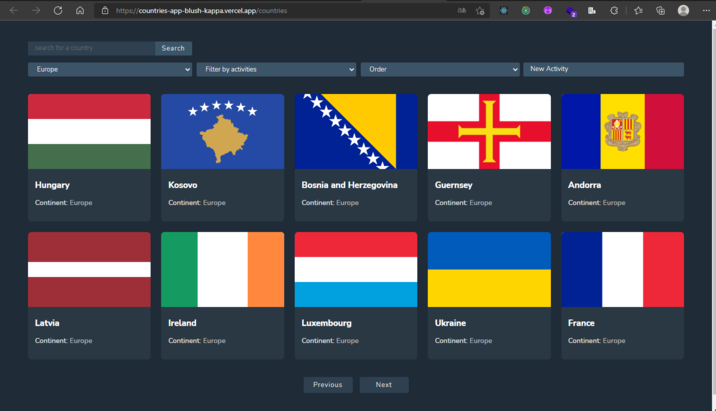 https://countries-app-blush-kappa.vercel.app/countries
2
search for a country
Search
Europe
Filter by activities
Order
New Activity
Hungary
Kosovo
Bosnia and Herzegovina
Guernsey
Andorra
Continent: Europe
Continent: Europe
Continent: Europe
Continent: Europe
Continent: Europe
Latvia
Ireland
Luxembourg
Ukraine
France
Continent: Europe
Continent: Europe
Continent: Europe
Continent: Europe
Continent: Europe
Previous
Next